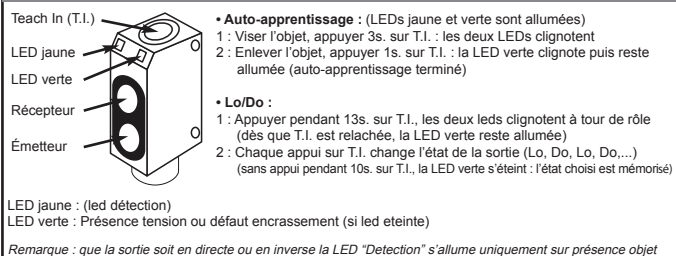 Teach In (T.I.)
LED jaune
LED verte
Récepteur
Émetteur
• Auto-apprentissage : (LEDs jaune et verte sont allumées)
1 : Viser l'objet, appuyer 3s. sur T.I. : les deux LEDs clignotent
2 : Enlever l'objet, appuyer 1s. sur T.I. : la LED verte clignote puis reste
allumée (auto-apprentissage terminé)
• Lo/Do :
1 : Appuyer pendant 13s. sur T.I., les deux leds clignotent à tour de rôle
(dès que T.I. est relachée, la LED verte reste allumée)
2 : Chaque appui sur T.I. change l'état de la sortie (Lo, Do, Lo, Do,...)
(sans appui pendant 10s. sur T.I., la LED verte s'éteint : l'état choisi est mémorisé)
LED jaune : (led détection)
LED verte : Présence tension ou défaut encrassement (si led eteinte)
Remarque : que la sortie soit en directe ou en inverse la LED "Detection" s'allume uniquement sur présence objet